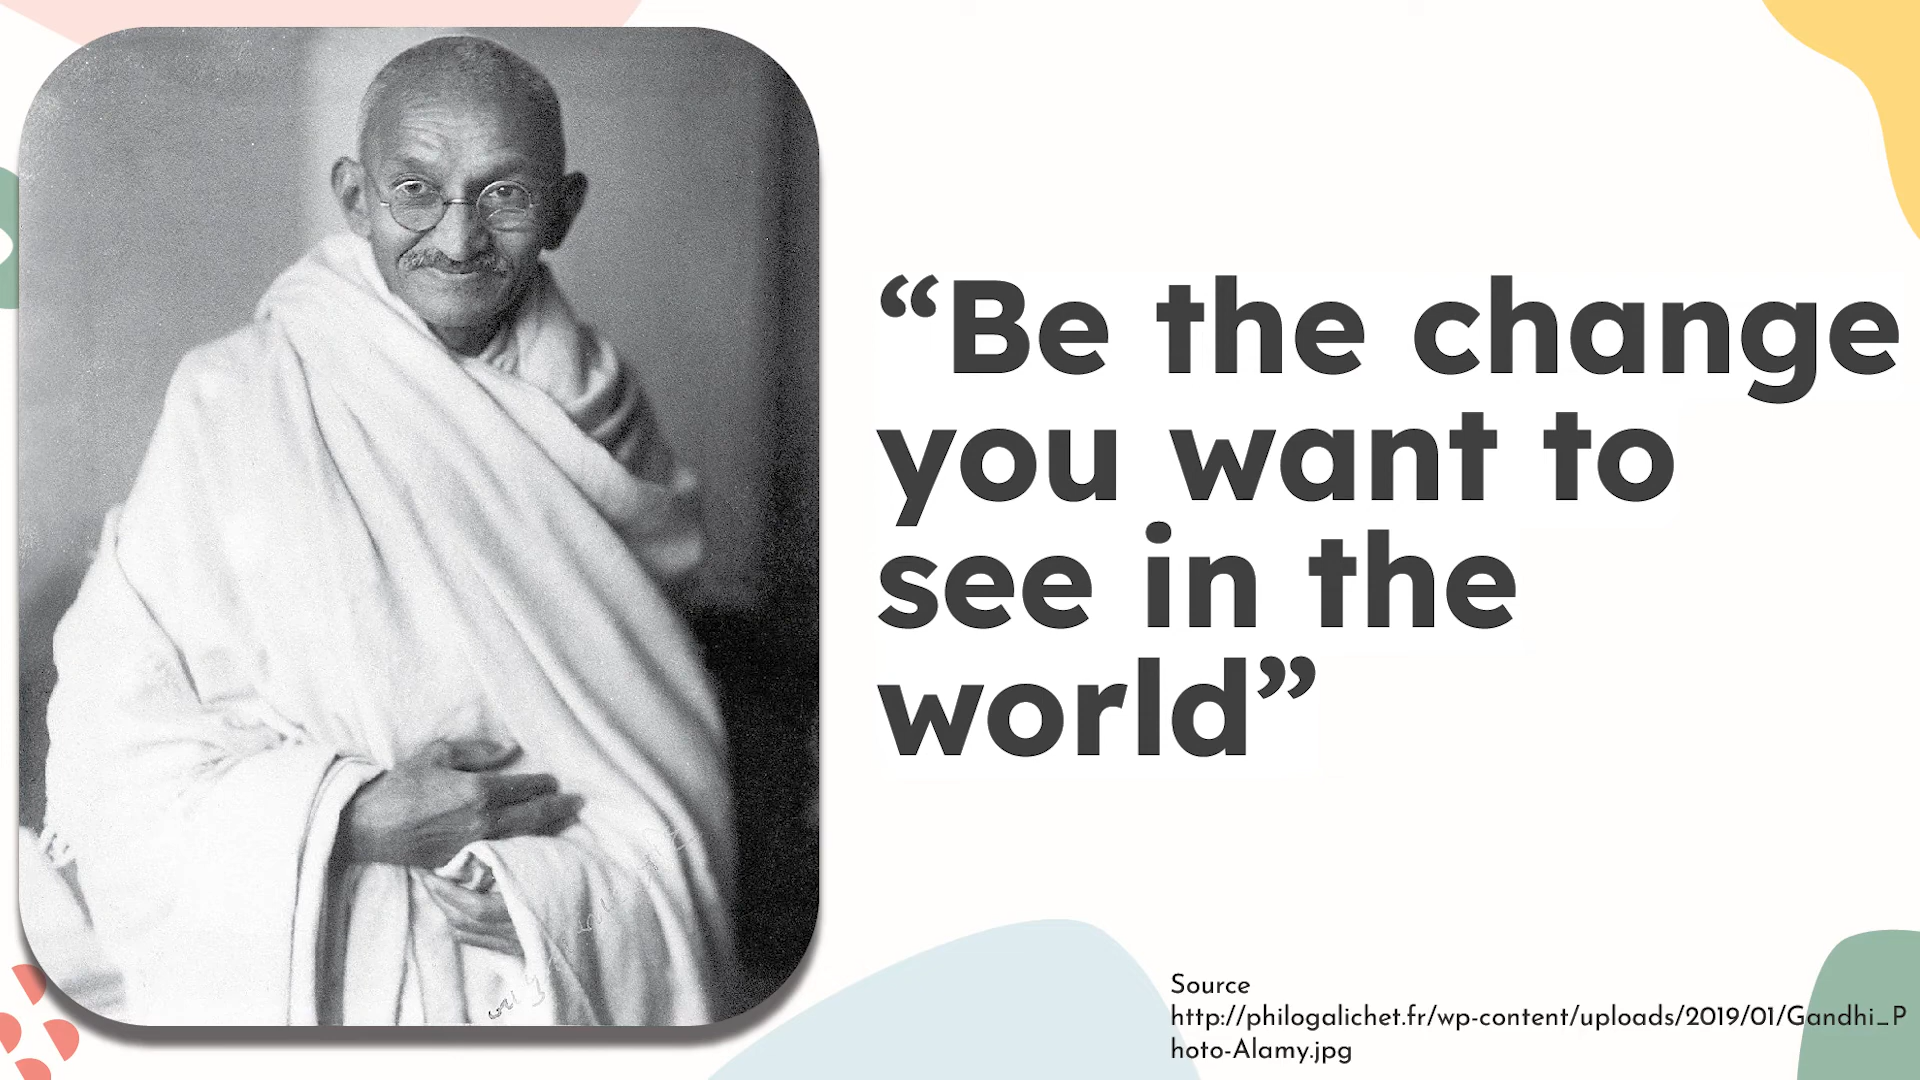 “Be the change
you want to
see in the
world”
Source
http://philogalichet.fr/wp-content/uploads/2019/01/Gandhi_P
hoto-Alamy.jpg